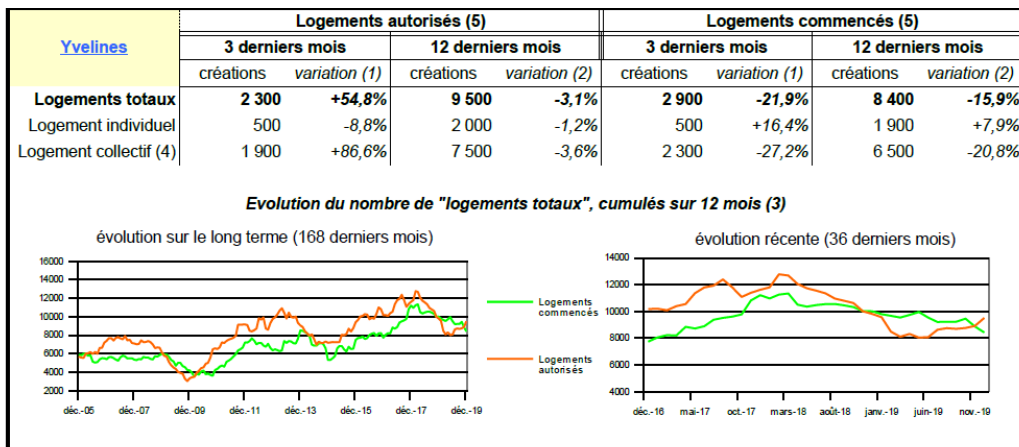 Yvelines
Logements autorisés (5) Logements commencés (5)
3 derniers mois 12 derniers mois 3 derniers mois 12 derniers mois
créations variation (1) créations variation (2) créations variation (1) créations variation (2)
Logements totaux 2 300 +54,8% 9 500 -3,1% 2 900 -21,9% 8 400 -15,9%
Logement individuel 500 -8,8% 2 000 -1,2% 500 +16,4% 1 900 +7,9%
Logement collectif (4) 1 900 +86,6% 7 500 -3,6% 2 300 -27,2% 6 500 -20,8%
Evolution du nombre de "logements totaux", cumulés sur 12 mois (3)
évolution sur le long terme (168 derniers mois)
16000
14000
12000
10000
8000
6000
4000
2000
déc.-05 déc.-07 déc.-09 déc.-11 déc.-13 déc.-15 déc.-17 déc.-19
Logements
commencés
Logements
autorisés
évolution récente (36 derniers mois)
14000
12000
10000
8000
6000
4000
déc.-16 mai-17 oct.-17 mars-18 août-18 janv.-19 juin-19 nov.-19